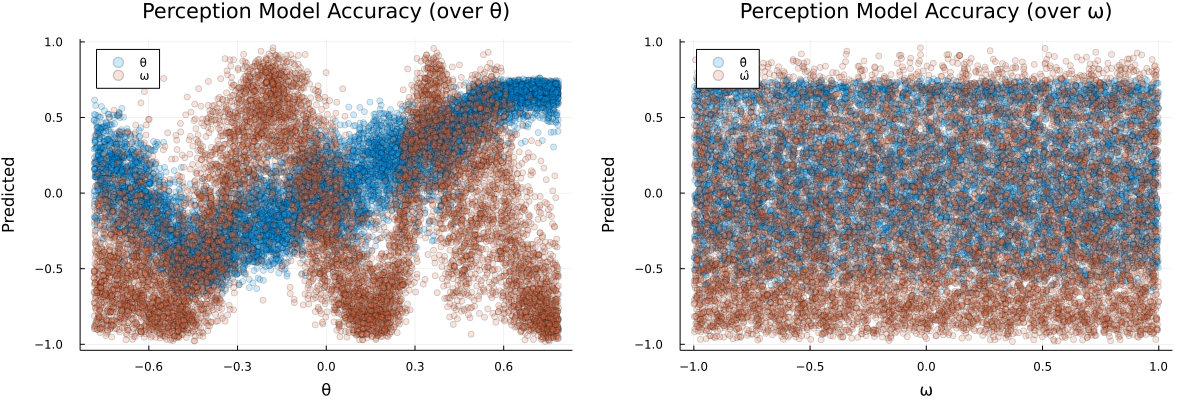 Perception Model Accuracy (over θ)
Predicted
1.0
0.5
0.0
−0.5
−1.0
θ
ω
−0.6
−0.3
0.0
0.3
0.6
θ
Perception Model Accuracy (over ω)
Predicted
1.0
0.5
0.0
−0.5
−1.0
θ̂
ω̂
−1.0
−0.5
0.0
0.5
1.0
ω